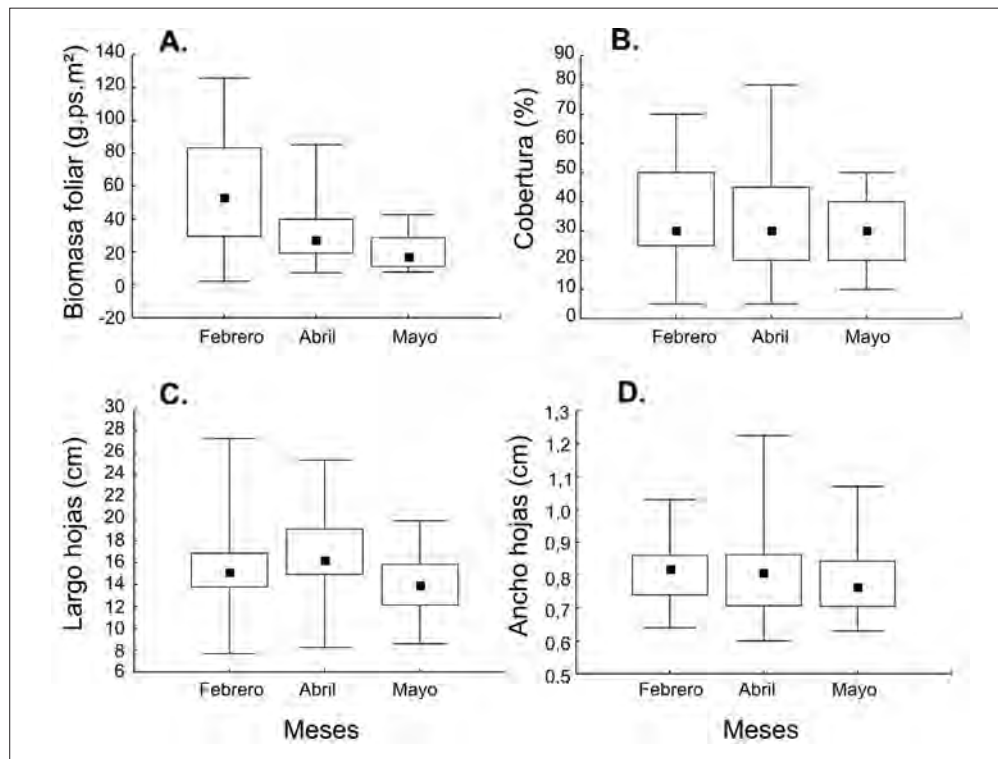 A.
Biomasa foliar (g.ps.m²)
140
120
100
80
60
40
20
0
-20
Febrero Abril Mayo
B.
Cobertura (%)
90
80
70
60
50
40
30
20
10
0
Febrero Abril Mayo
C.
Largo hojas (cm)
30
28
26
24
22
20
18
16
14
12
10
8
6
Febrero Abril Mayo
Meses
D.
Ancho hojas (cm)
1,3
1,2
1,1
1,0
0,9
0,8
0,7
0,6
0,5
Febrero Abril Mayo
Meses